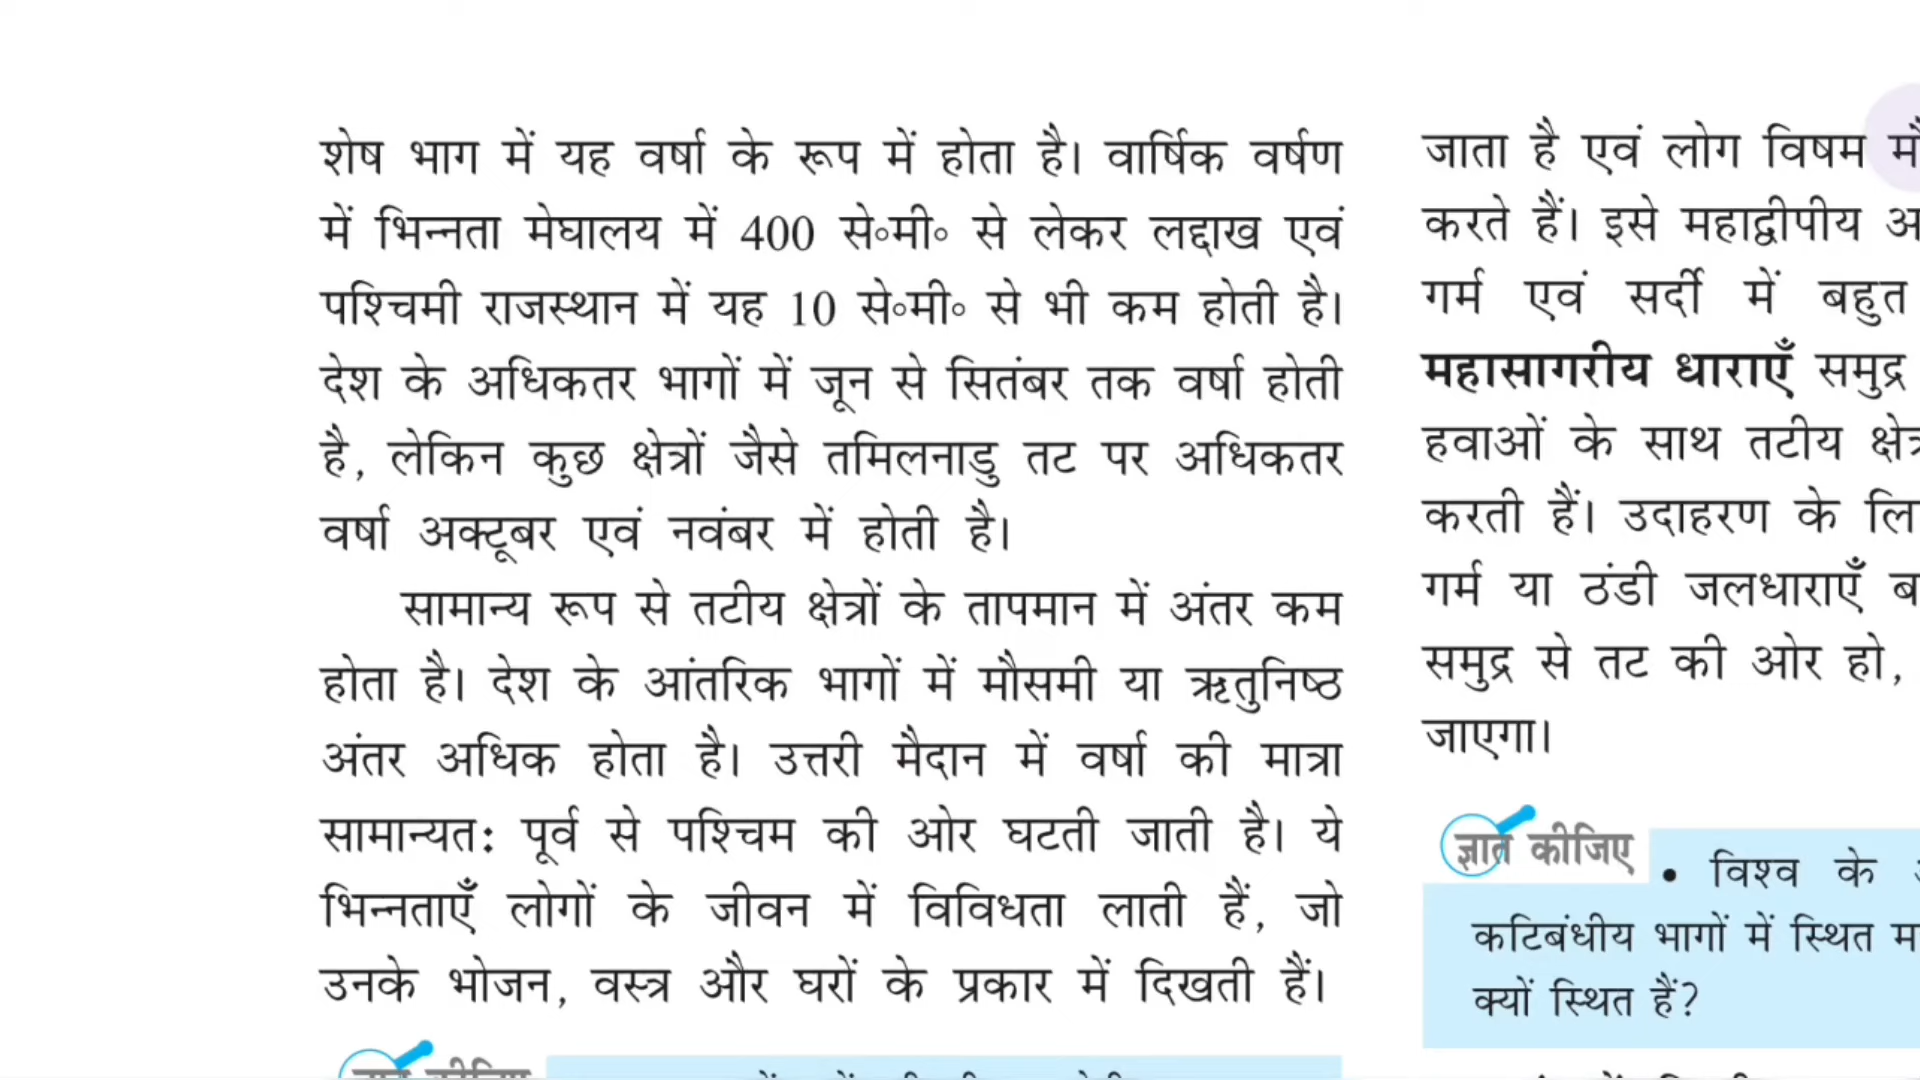 शेष भाग में यह वर्षा के रूप में होता है। वार्षिक वर्षण
में भिन्नता मेघालय में 400 से॰मी॰ से लेकर लद्दाख एवं
पश्चिमी राजस्थान में यह 10 से॰मी॰ से भी कम होती है।
देश के अधिकतर भागों में जून से सितंबर तक वर्षा होती
है, लेकिन कुछ क्षेत्रों जैसे तमिलनाडु तट पर अधिकतर
वर्षा अक्टूबर एवं नवंबर में होती है।
सामान्य रूप से तटीय क्षेत्रों के तापमान में अंतर कम
होता है। देश के आंतरिक भागों में मौसमी या ऋतुनिष्ठ
अंतर अधिक होता है। उत्तरी मैदान में वर्षा की मात्रा
सामान्यतः पूर्व से पश्चिम की ओर घटती जाती है। ये
भिन्नताएँ लोगों के जीवन में विविधता लाती हैं, जो
उनके भोजन, वस्त्र और घरों के प्रकार में दिखती हैं।
जाता है एवं लोग विषम
करते हैं। इसे महाद्वीपीय
गर्म एवं सर्दी में बहुत
महासागरीय धाराएँ समुद्र
हवाओं के साथ तटीय
करती हैं। उदाहरण के
गर्म या ठंडी जलधाराएँ
समुद्र से तट की ओर हो,
जाएगा।
ज्ञात कीजिए
• विश्व के
कटिबंधीय भागों में स्थित
क्यों स्थित हैं?